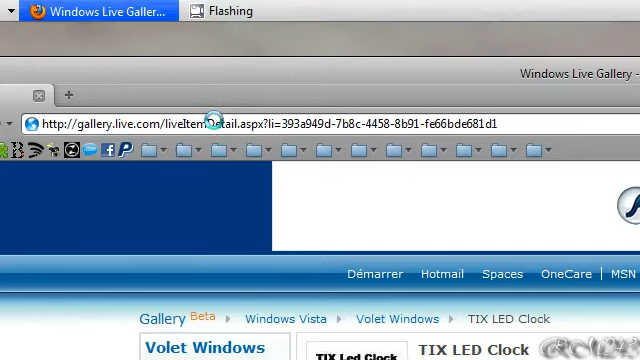 Windows Live Galler... Flashing
Windows Live Gallery -
http://gallery.live.com/liveItemDetail.aspx?li=393a949d-7b8c-4458-8b91-fe66bde681d1
Démarrer Hotmail Spaces OneCare MSN
Gallery Beta Windows Vista Volet Windows TIX LED Clock
Volet Windows
TIX LED Clock
TIX LED Clock